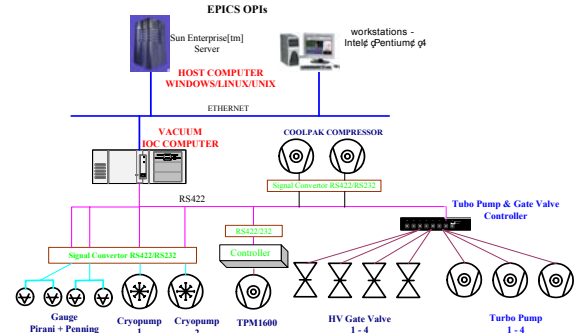 EPICS OPIs
Sun Enterprise[tm]
Server
workstations -
Intel¢ Pentium¢ 4
HOST COMPUTER
WINDOWS/LINUX/UNIX
ETHERNET
VACUUM
IOC COMPUTER
COOLPAK COMPRESSOR
Signal Convertor RS422/RS232
RS422
Tubo Pump & Gate Valve
Controller
RS422/232
Signal Convertor RS422/RS232
Controller
Gauge
Pirani + Penning
Cryopump
1
Cryopump
2
TPM1600
HV Gate Valve
1 - 4
Turbo Pump
1 - 4